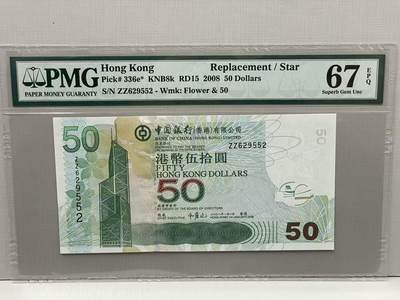 PMG
PAPER MONEY GUARANTY
Hong Kong Replacement / Star
Pick# 336e* KNB8k RD15 2008 50 Dollars
S/N ZZ629552 - Wmk: Flower & 50
67 EPQ
Superb Gem Unc
50
中國銀行(香港)有限公司
BANK OF CHINA (HONG KONG) LIMITED
ZZ629552
港幣伍拾圓
FIFTY
HONG KONG DOLLARS
50
ZZ629552
50